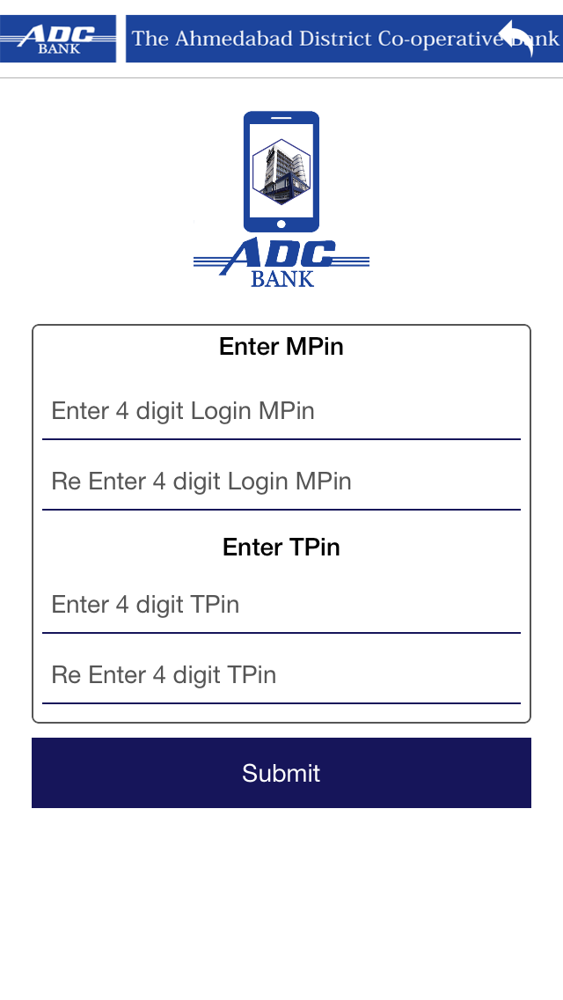 ADC
BANK
The Ahmedabad District Co-operative Bank
ADC
BANK
Enter MPin
Enter 4 digit Login MPin
Re Enter 4 digit Login MPin
Enter TPin
Enter 4 digit TPin
Re Enter 4 digit TPin
Submit